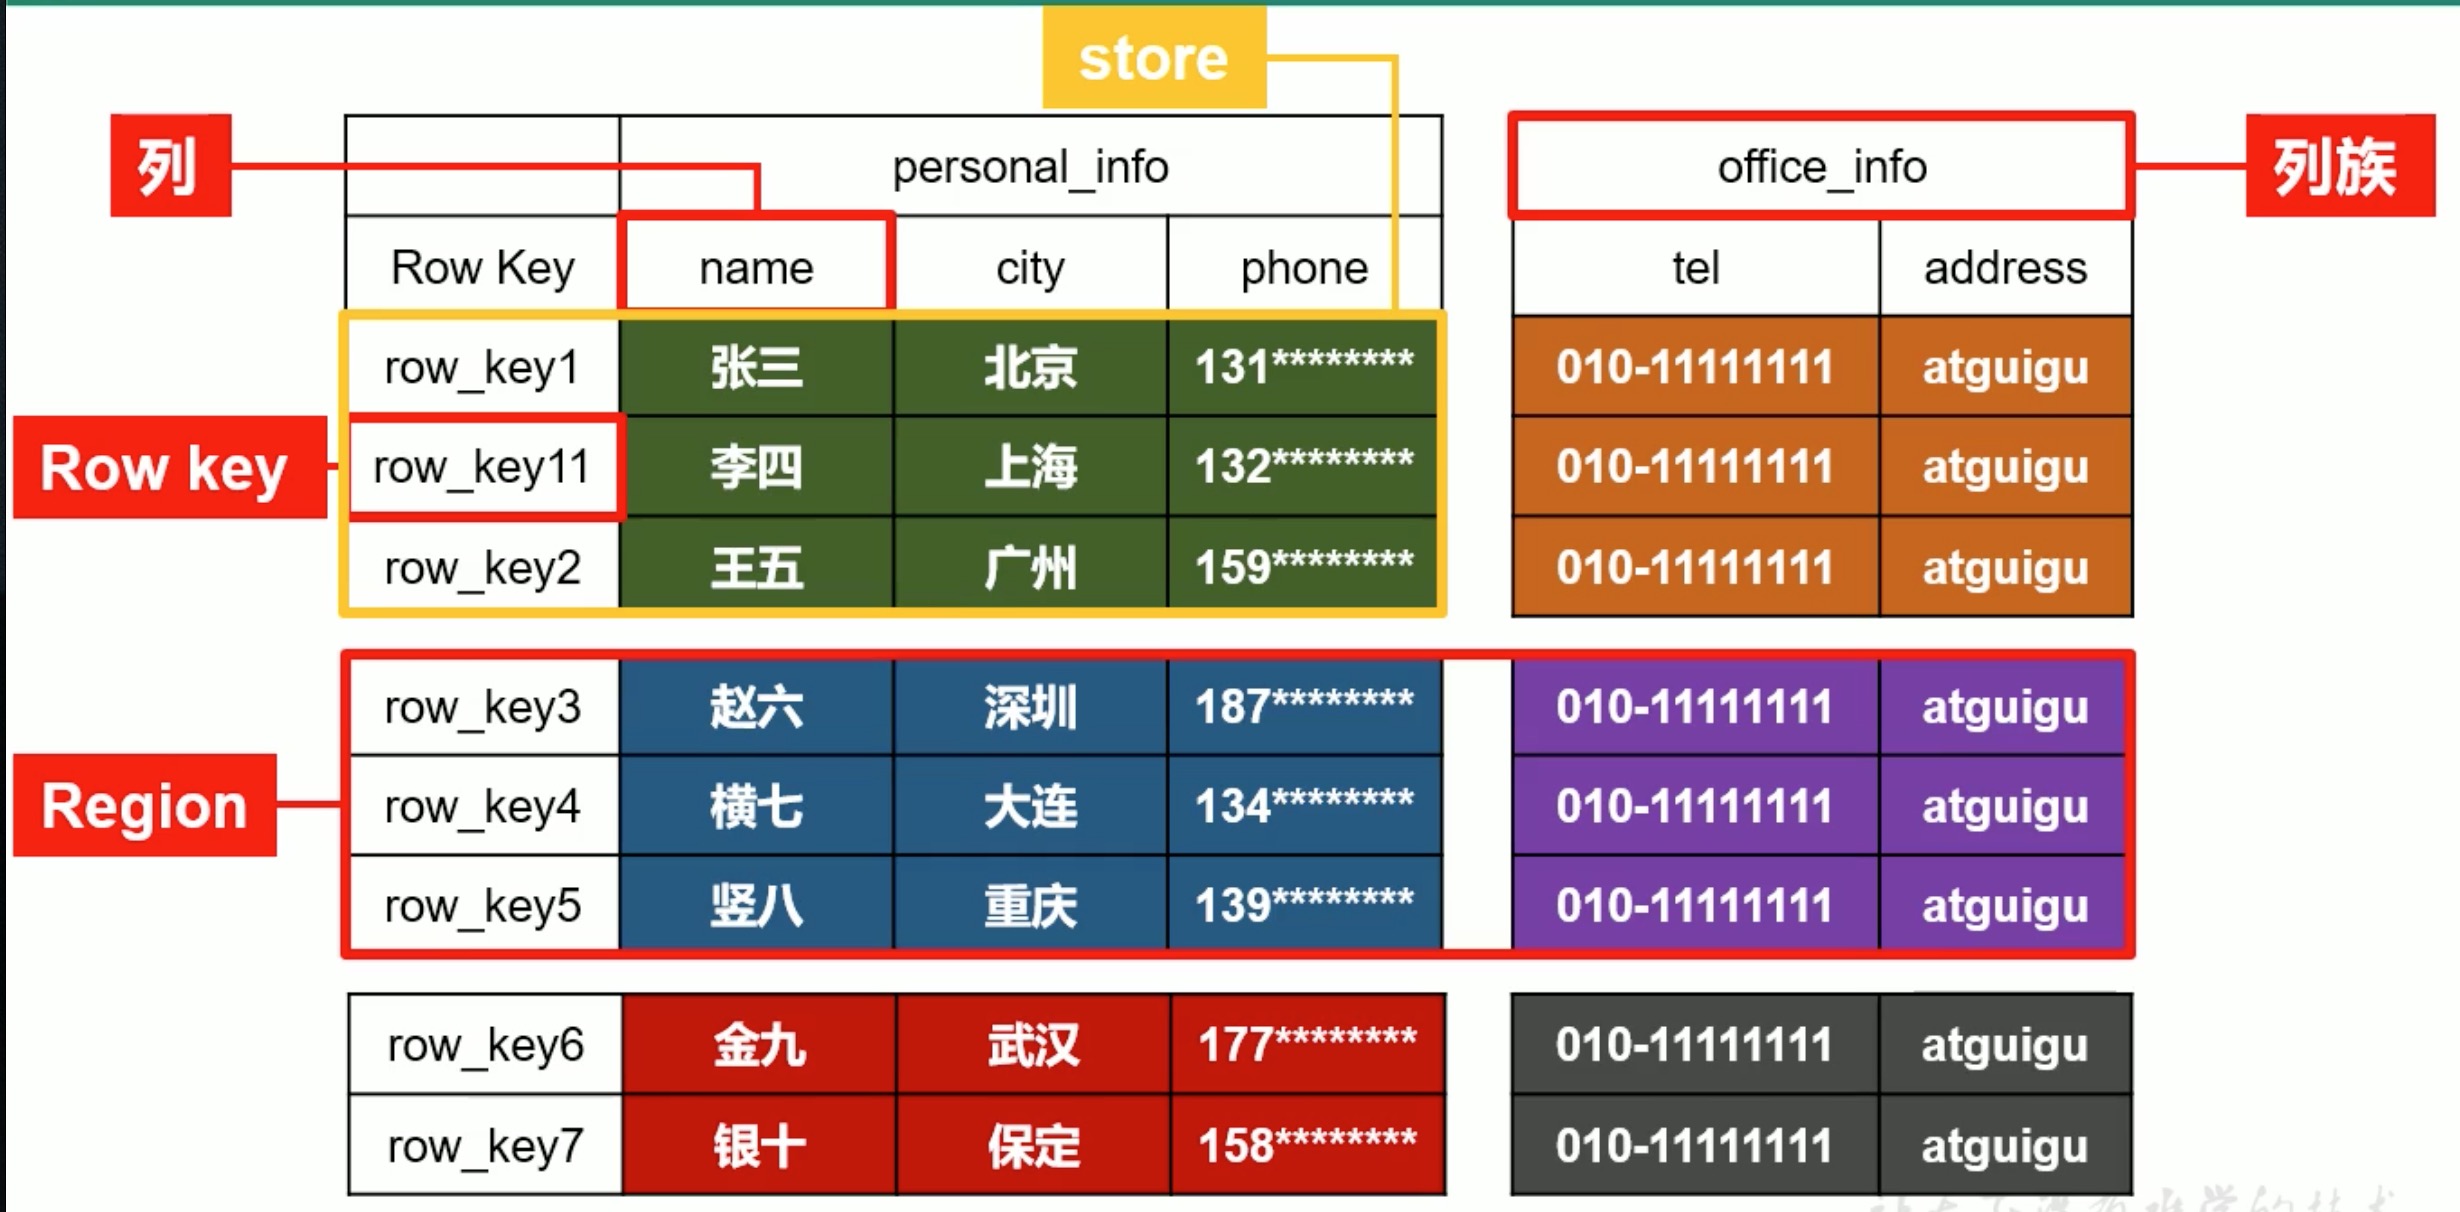 store
列
personal_info
office_info
列族
Row Key name city phone tel address
row_key1 张三 北京 131******** 010-11111111 atguigu
Row key
row_key11 李四 上海 132******** 010-11111111 atguigu
row_key2 王五 广州 159******** 010-11111111 atguigu
row_key3 赵六 深圳 187******** 010-11111111 atguigu
Region
row_key4 横七 大连 134******** 010-11111111 atguigu
row_key5 竖八 重庆 139******** 010-11111111 atguigu
row_key6 金九 武汉 177******** 010-11111111 atguigu
row_key7 银十 保定 158******** 010-11111111 atguigu